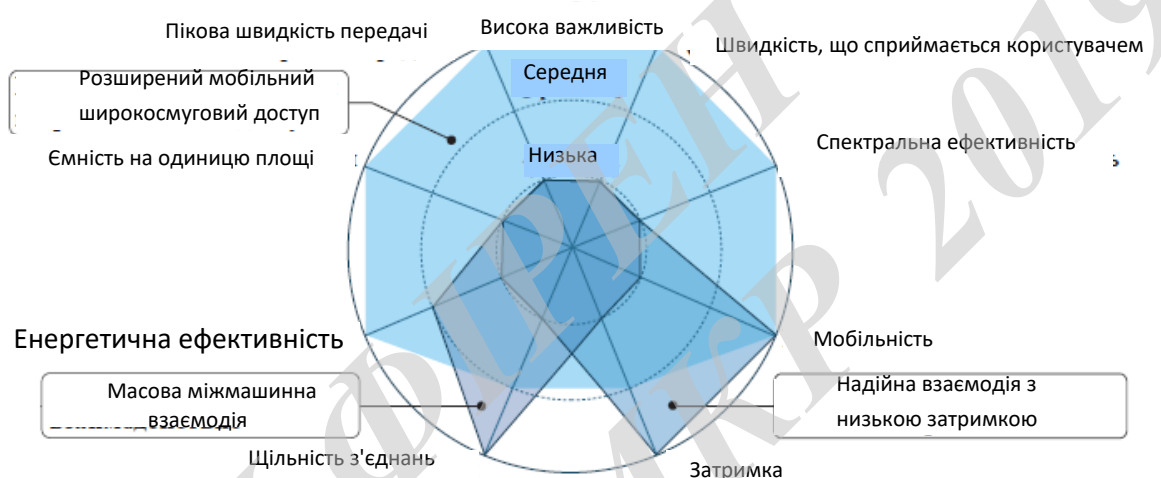 Пікова швидкість передачі
Висока важливість
Швидкість, що сприймається користувачем
Середня
Розширений мобільний
широкосмуговий доступ
Ємність на одиницю площі
Низька
Спектральна ефективність
Енергетична ефективність
Мобільність
Масова міжмашинна
взаємодія
Надійна взаємодія з
низькою затримкою
Щільність з'єднань
Затримка
2019